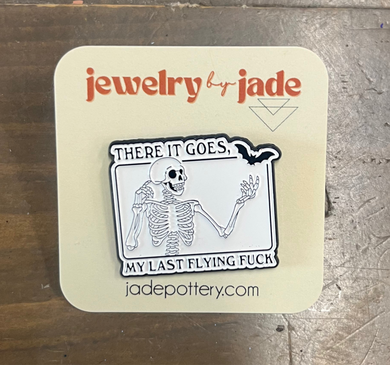 jewelry by jade
THERE IT GOES,
MY LAST FLYING FUCK
jadepottery.com